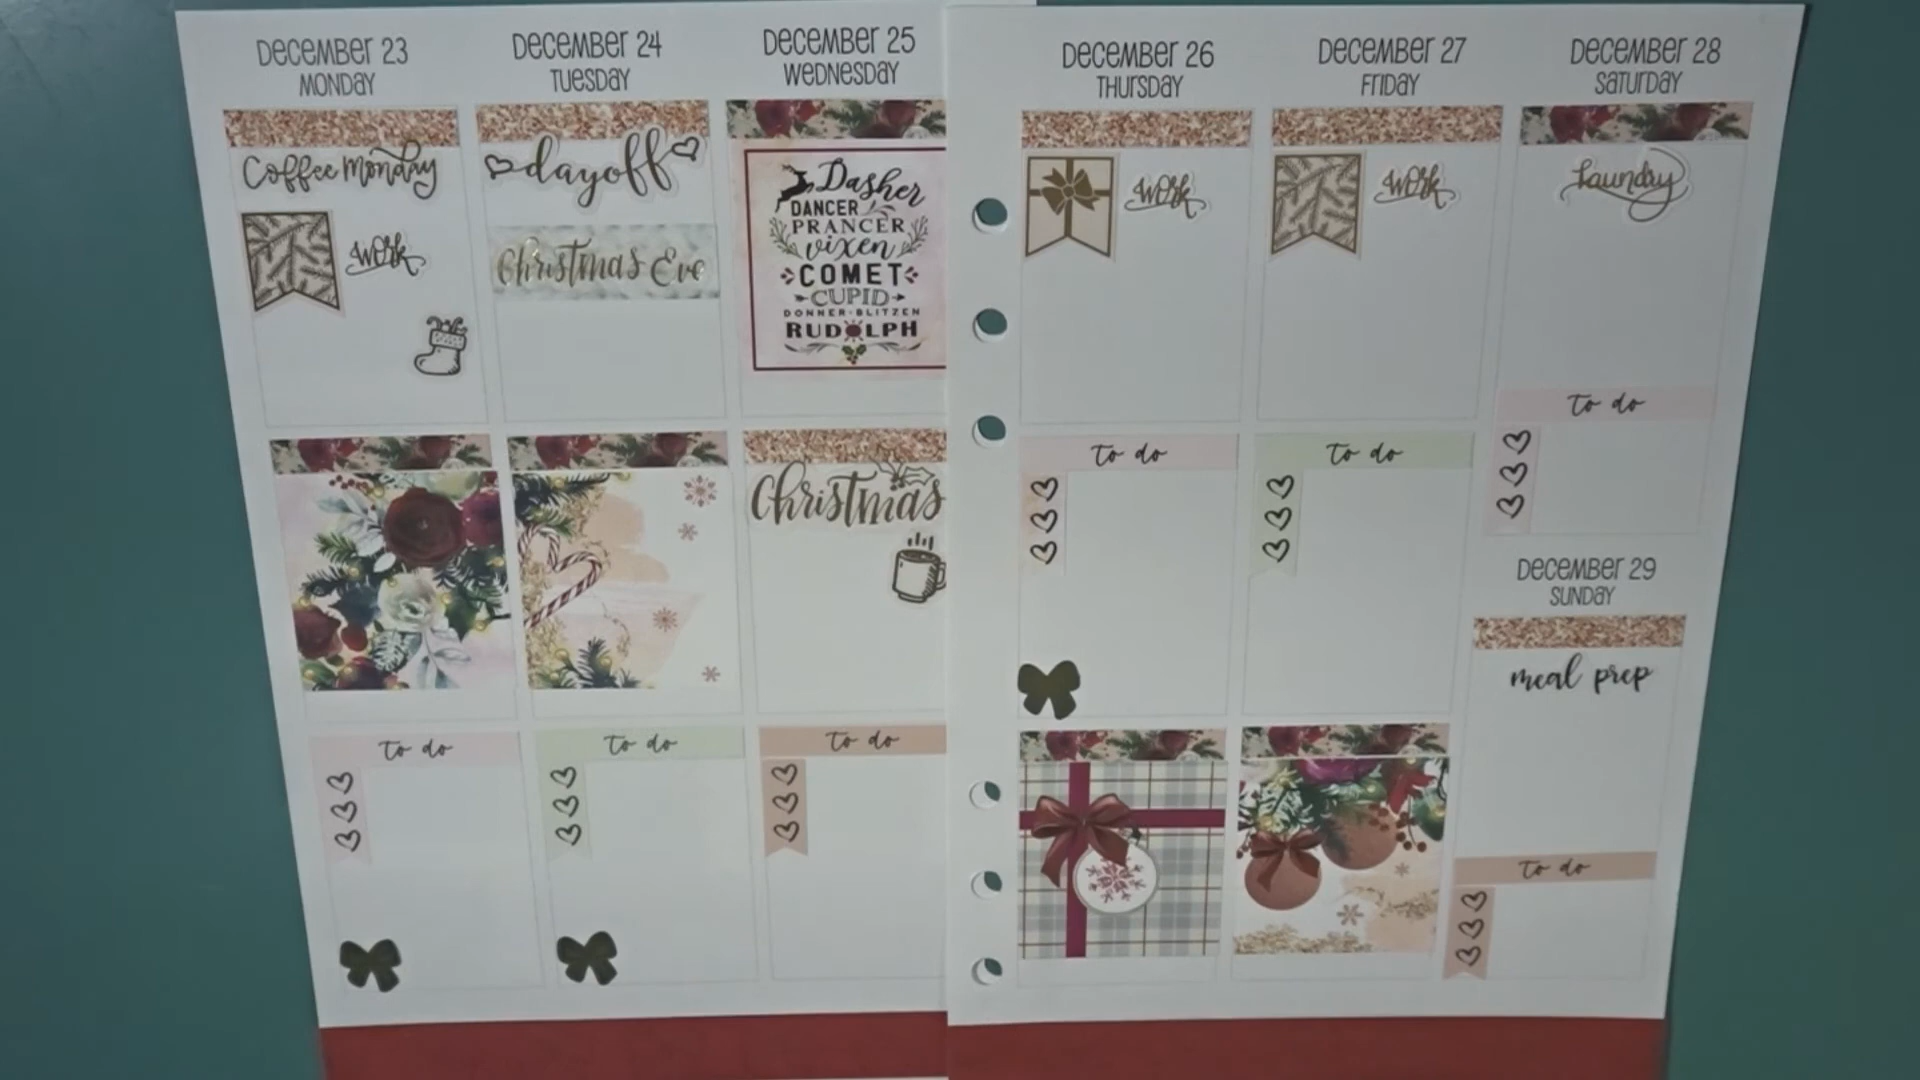 December 23
Monday
Coffee Monday
work
To do
December 24
Tuesday
day off
Christmas Eve
To do
December 25
Wednesday
Dasher
DANCER
PRANCER
vixen
COMET
CUPID
DONNER · BLITZEN
RUDOLPH
Christmas
To do
December 26
Thursday
work
To do
December 27
Friday
work
To do
December 28
Saturday
Laundry
To do
December 29
Sunday
meal prep
To do